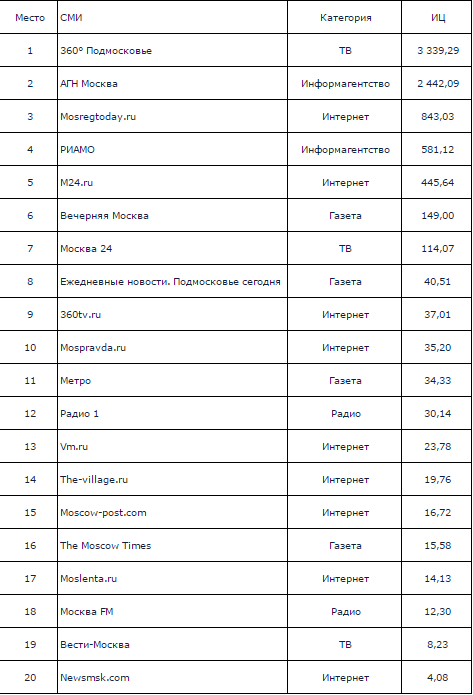 Место СМИ Категория ИЦ
1 360° Подмосковье ТВ 3 339,29
2 АГН Москва Информагентство 2 442,09
3 Mosregtoday.ru Интернет 843,03
4 РИАМО Информагентство 581,12
5 M24.ru Интернет 445,64
6 Вечерняя Москва Газета 149,00
7 Москва 24 ТВ 114,07
8 Ежедневные новости. Подмосковье сегодня Газета 40,51
9 360tv.ru Интернет 37,01
10 Mospravda.ru Интернет 35,20
11 Метро Газета 34,33
12 Радио 1 Радио 30,14
13 Vm.ru Интернет 23,78
14 The-village.ru Интернет 19,76
15 Moscow-post.com Интернет 16,72
16 The Moscow Times Газета 15,58
17 Moslenta.ru Интернет 14,13
18 Москва FM Радио 12,30
19 Вести-Москва ТВ 8,23
20 Newsmsk.com Интернет 4,08